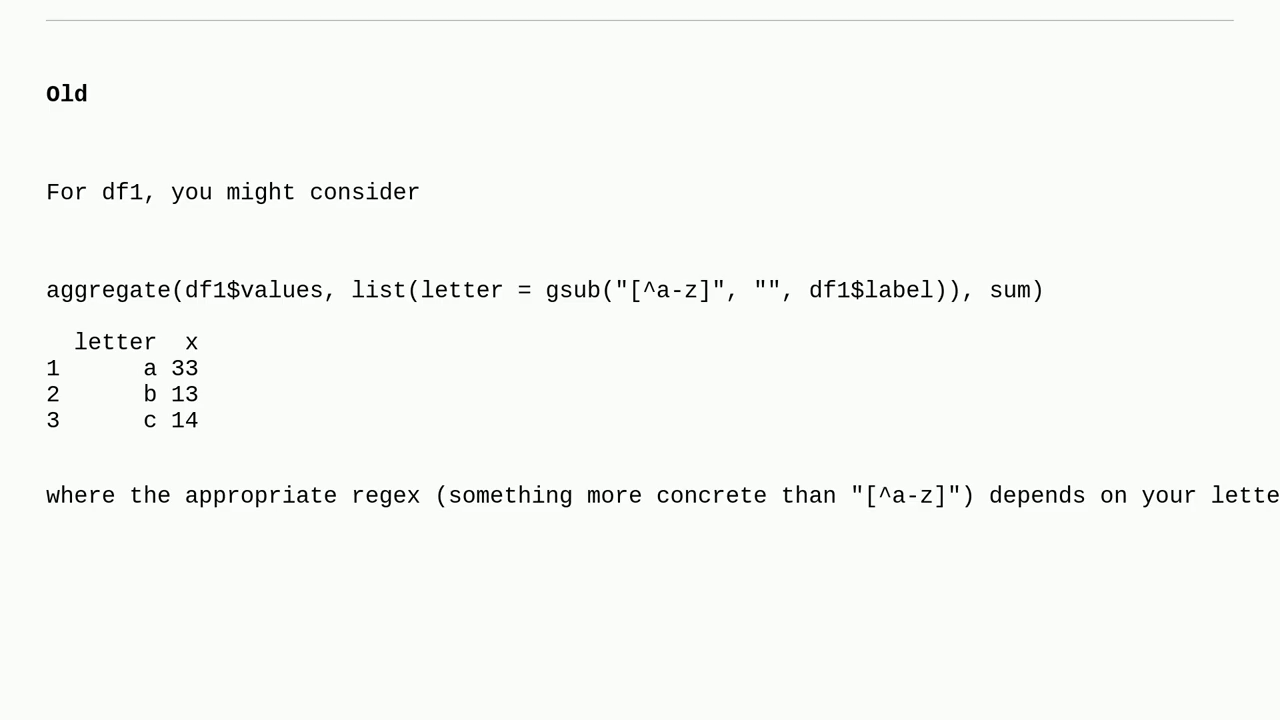 Old
For df1, you might consider
aggregate(df1$values, list(letter = gsub("[^a-z]", "", df1$label)), sum)
  letter  x
1      a 33
2      b 13
3      c 14
where the appropriate regex (something more concrete than "[^a-z]") depends on your lette